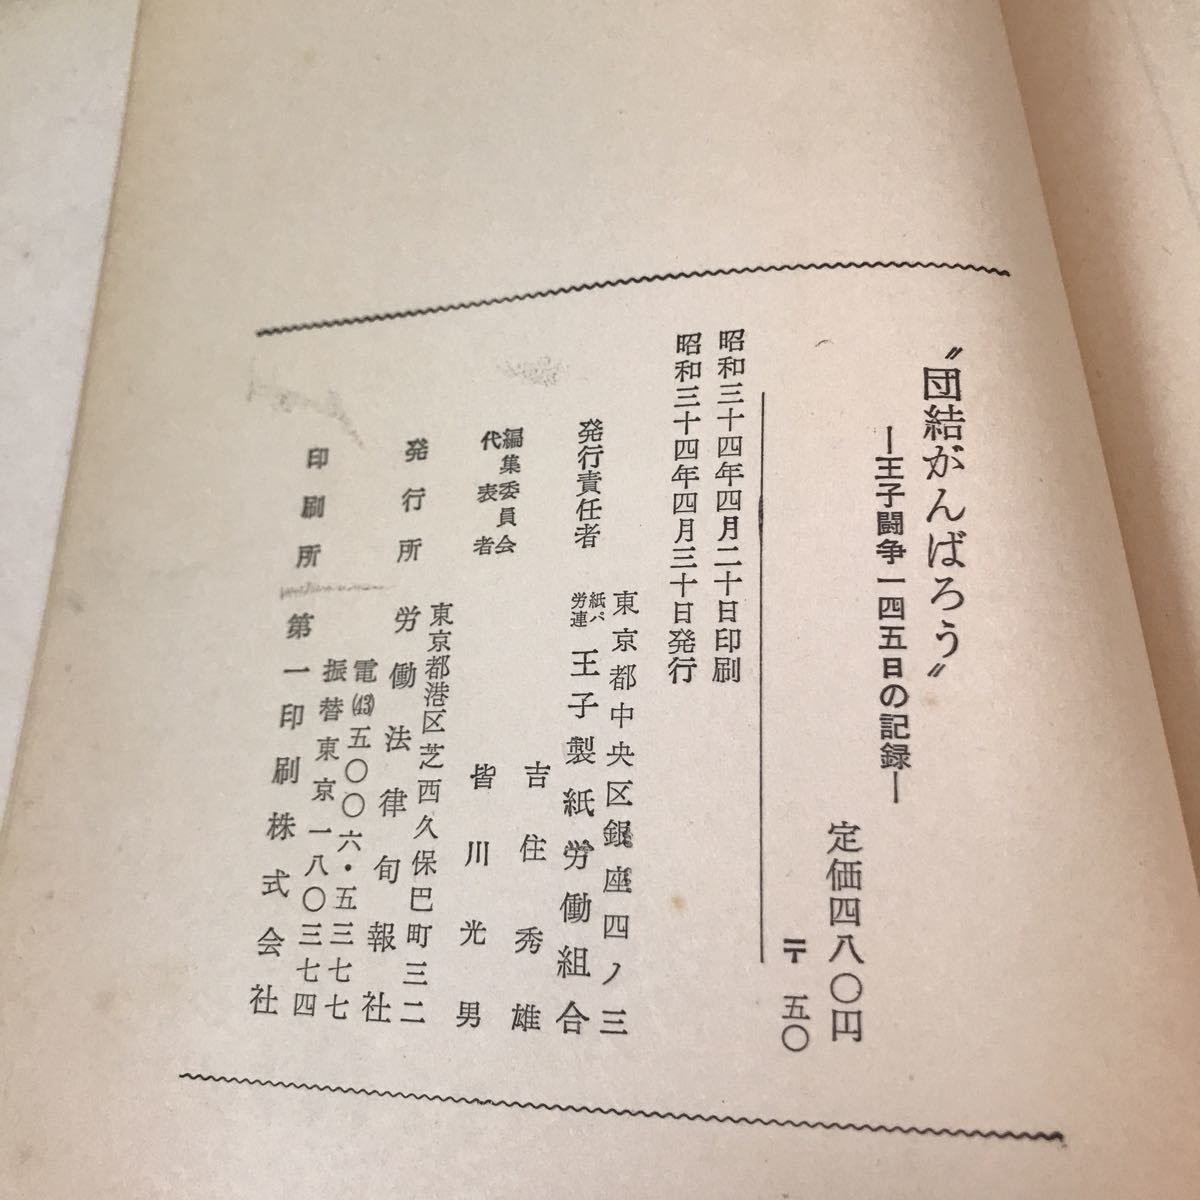 〝団結がんばろう〟
―王子闘争一四五日の記録―
定価四八〇円
〒五〇
昭和三十四年四月二十日印刷
昭和三十四年四月三十日発行
東京都中央区銀座四ノ三
発行責任者 紙パ労連 王子製紙労働組合
吉住秀雄
編集委員会代表者 皆川光男
東京都港区芝西久保巴町三二
発行所 労働法律旬報社
電(43)五〇〇六・五三七七
振替東京一八〇三七四
印刷所 第一印刷株式会社